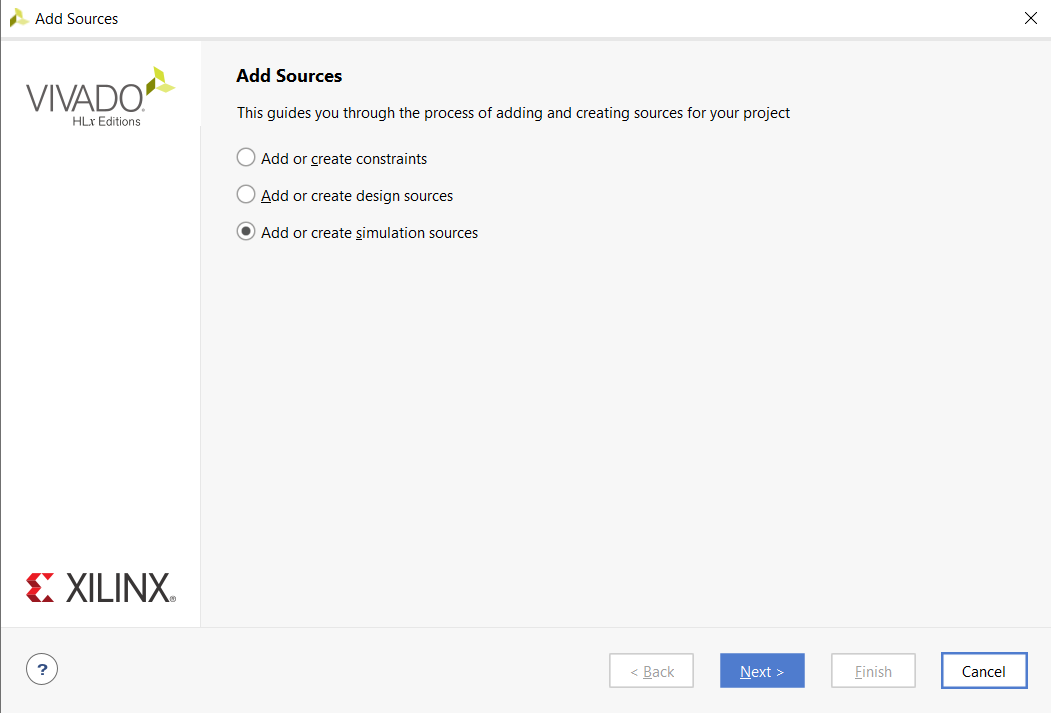 Add Sources
VIVADO.
HLx Editions
Add Sources
This guides you through the process of adding and creating sources for your project
Add or create constraints
Add or create design sources
Add or create simulation sources
XILINX®
?
< Back
Next >
Finish
Cancel